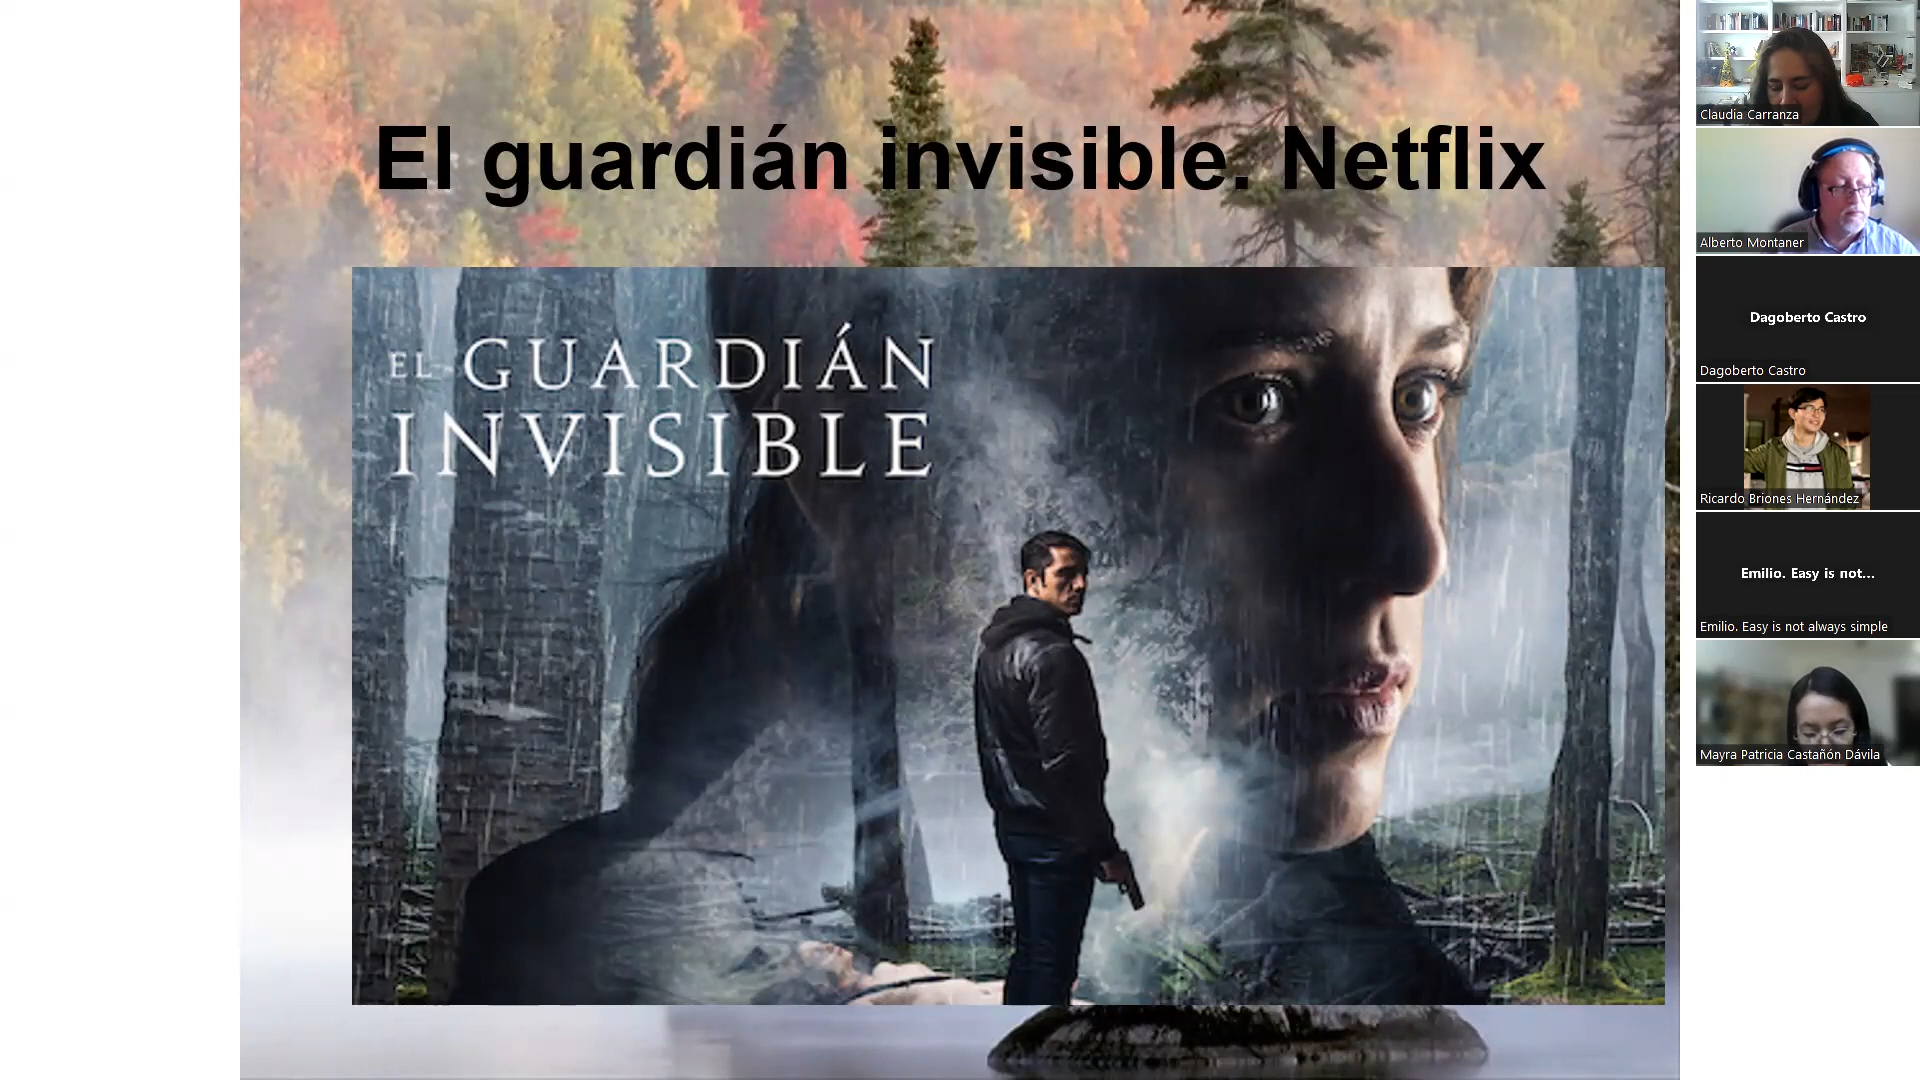 El guardián invisible. Netflix
EL GUARDIÁN
INVISIBLE
Claudia Carranza
Alberto Montaner
Dagoberto Castro
Dagoberto Castro
Ricardo Briones Hernández
Emilio. Easy is not...
Emilio. Easy is not always simple
Mayra Patricia Castañón Dávila